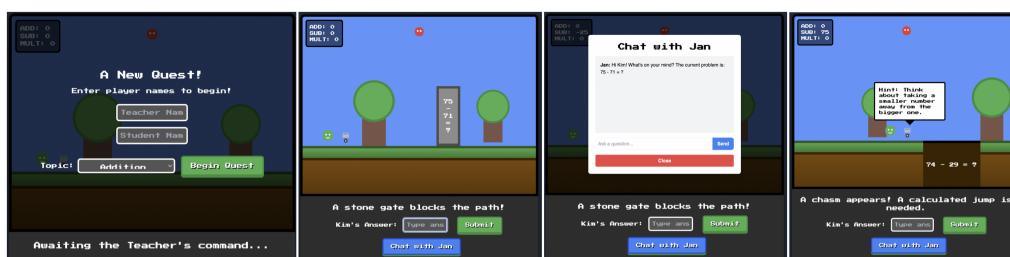 ADD: 0
SUB: 0
MULT: 0
A New Quest!
Enter player names to begin!
Teacher Nam
Student Nam
Topic:
Addition
Begin Quest
Awaiting the Teacher's command...
ADD: 0
SUB: 0
MULT: 0
75
-
71
=
?
A stone gate blocks the path!
Kim's Answer:
Type ans
Submit
Chat with Jan
ADD: 0
SUB: -25
MULT: 0
Chat with Jan
Jan: Hi Kim! What's on your mind? The current problem is:
75 - 71 = ?
Ask a question...
Send
Close
A stone gate blocks the path!
Kim's Answer:
Type ans
Submit
Chat with Jan
ADD: 0
SUB: 75
MULT: 0
Hint: Think
about taking a
smaller number
away from the
bigger one.
74 - 29 = ?
A chasm appears! A calculated jump is
needed.
Kim's Answer:
Type ans
Submit
Chat with Jan